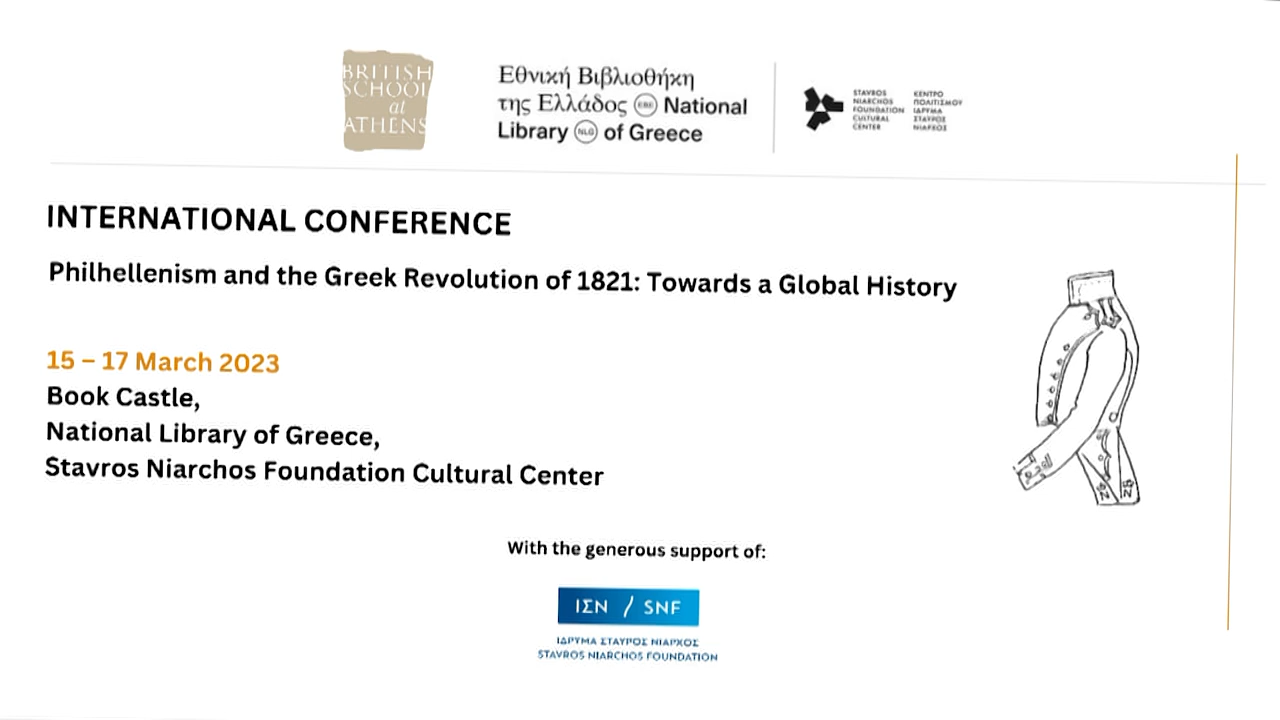 BRITISH
SCHOOL
at
ATHENS
Εθνική Βιβλιοθήκη
της Ελλάδος ΕΒΕ National
Library NLG of Greece
STAVROS
NIARCHOS
FOUNDATION
CULTURAL
CENTER
ΚΕΝΤΡΟ
ΠΟΛΙΤΙΣΜΟΥ
ΙΔΡΥΜΑ
ΣΤΑΥΡΟΣ
ΝΙΑΡΧΟΣ
INTERNATIONAL CONFERENCE
Philhellenism and the Greek Revolution of 1821: Towards a Global History
15 – 17 March 2023
Book Castle,
National Library of Greece,
Stavros Niarchos Foundation Cultural Center
With the generous support of:
ΙΣΝ / SNF
ΙΔΡΥΜΑ ΣΤΑΥΡΟΣ ΝΙΑΡΧΟΣ
STAVROS NIARCHOS FOUNDATION